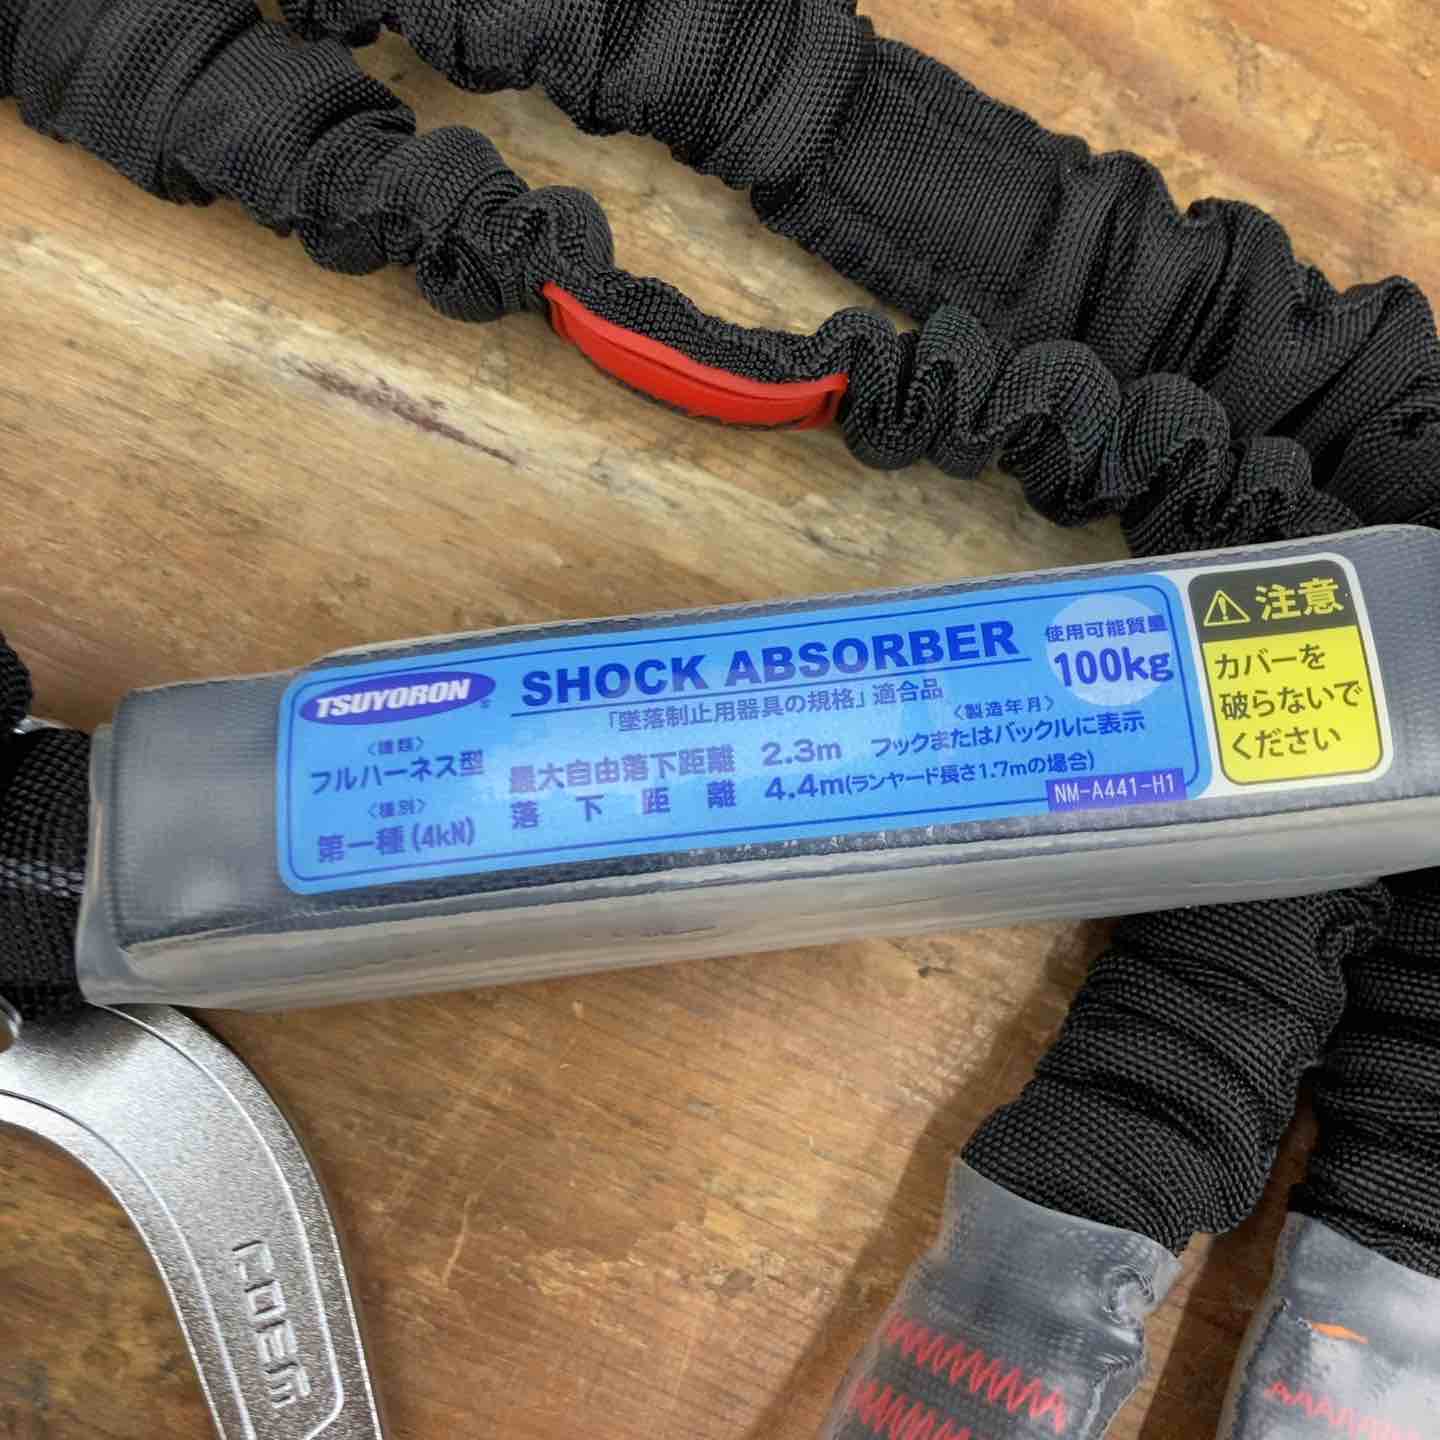 TSUYORON®
SHOCK ABSORBER
使用可能質量
100kg
「墜落制止用器具の規格」適合品
〈種類〉
フルハーネス型
〈種別〉
第一種(4kN)
最大自由落下距離 2.3m
落下距離 4.4m(ランヤード長さ1.7mの場合)
〈製造年月〉
フックまたはバックルに表示
NM-A441-H1
⚠注意
カバーを
破らないで
ください